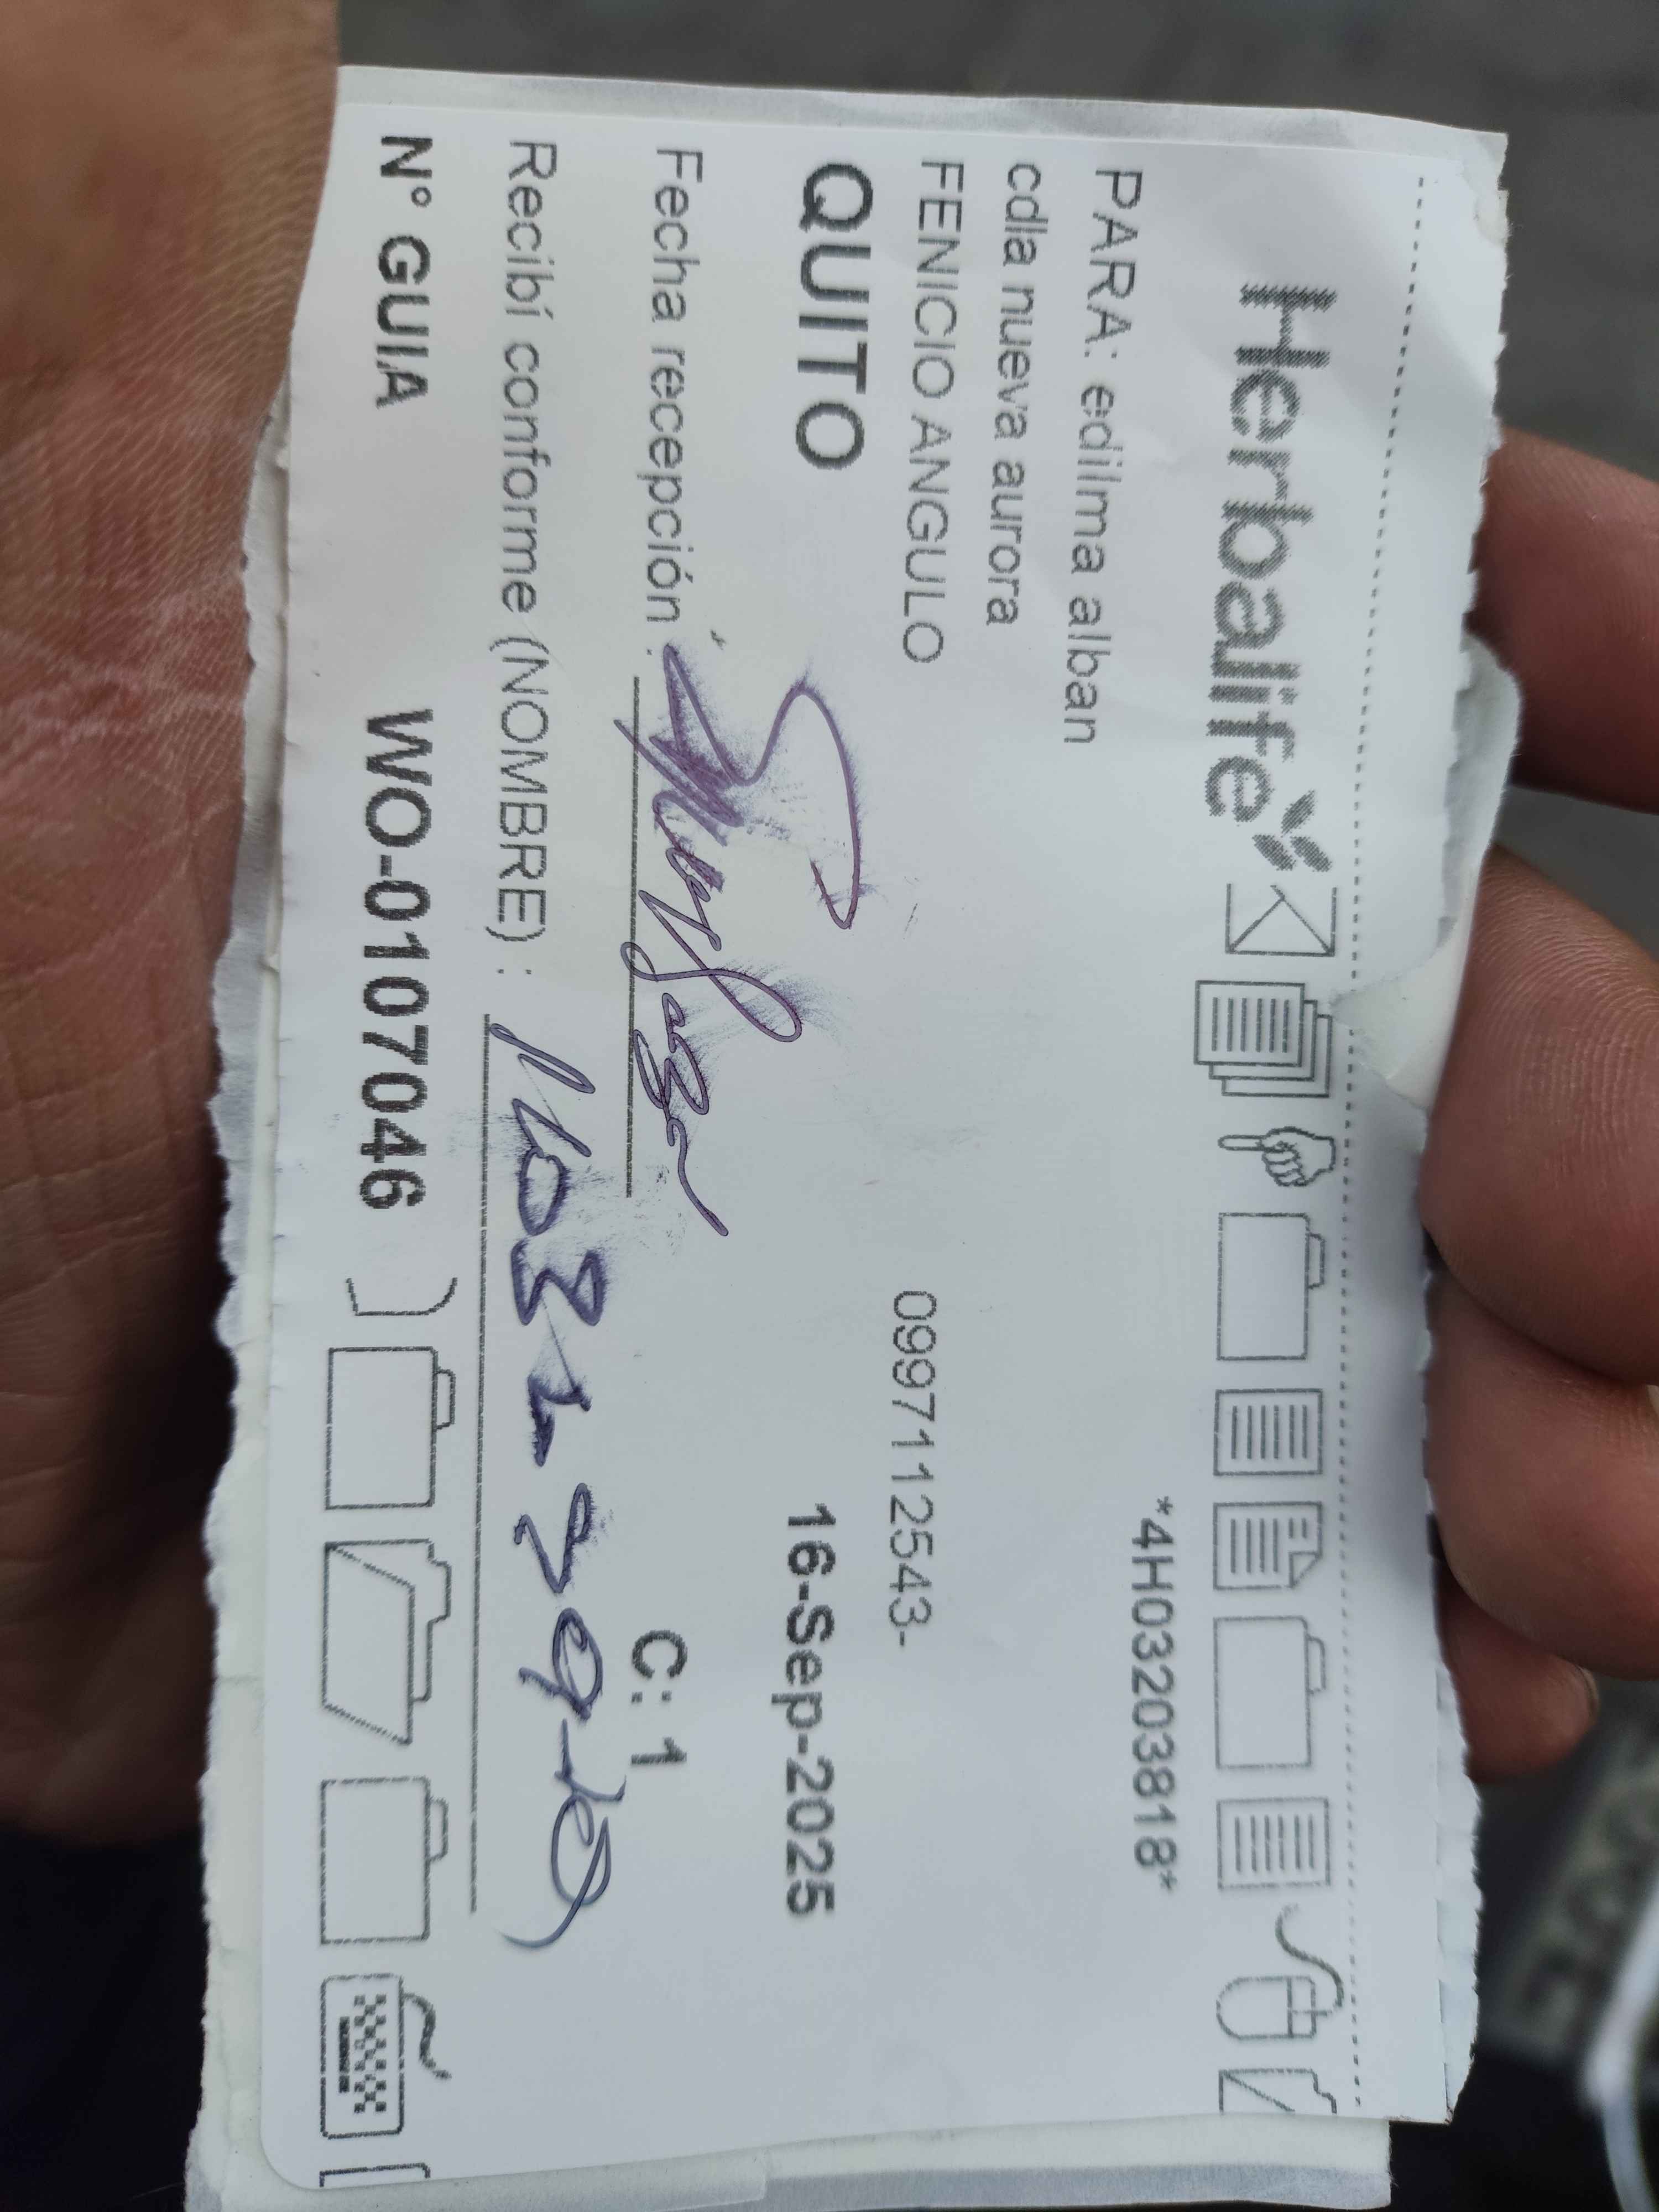 Herbalife
*4H03203818*
PARA: edilma alban
cdla nueva aurora
FENICIO ANGULO 0997112543-
QUITO 16-Sep-2025
Fecha recepción :
C: 1
Recibí conforme (NOMBRE) :
N° GUIA WO-0107046